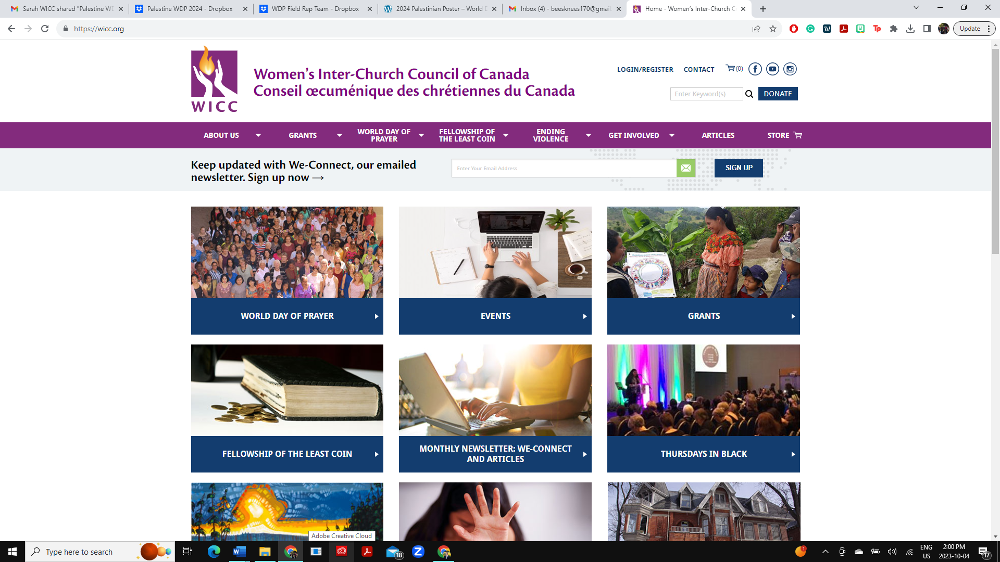 Sarah WICC shared "Palestine WD
Palestine WDP 2024 - Dropbox
WDP Field Rep Team - Dropbox
2024 Palestinian Poster – World D
Inbox (4) - beesknees170@gmail
Home - Women's Inter-Church C
https://wicc.org
Update
WICC
Women's Inter-Church Council of Canada
Conseil œcuménique des chrétiennes du Canada
LOGIN/REGISTER
CONTACT
(0)
Enter Keyword(s)
DONATE
ABOUT US
GRANTS
WORLD DAY OF
PRAYER
FELLOWSHIP OF
THE LEAST COIN
ENDING
VIOLENCE
GET INVOLVED
ARTICLES
STORE
Keep updated with We-Connect, our emailed
newsletter. Sign up now →
Enter Your Email Address
SIGN UP
WORLD DAY OF PRAYER
EVENTS
GRANTS
FELLOWSHIP OF THE LEAST COIN
MONTHLY NEWSLETTER: WE-CONNECT
AND ARTICLES
THURSDAYS IN BLACK
Adobe Creative Cloud
Type here to search
18
1
ENG
US
2:00 PM
2023-10-04
17